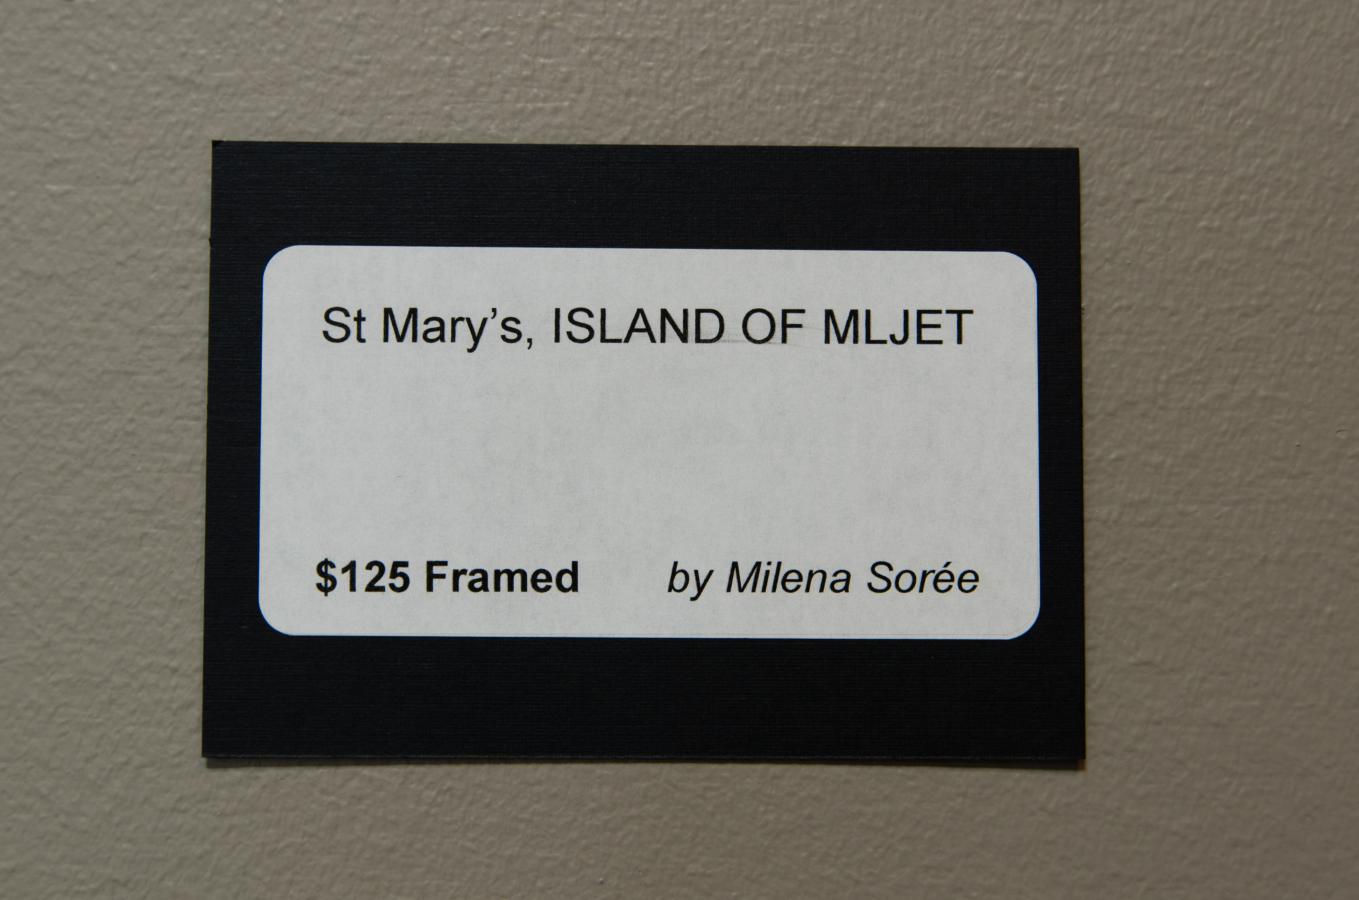 St Mary’s, ISLAND OF MLJET
$125 Framed by Milena Sorée